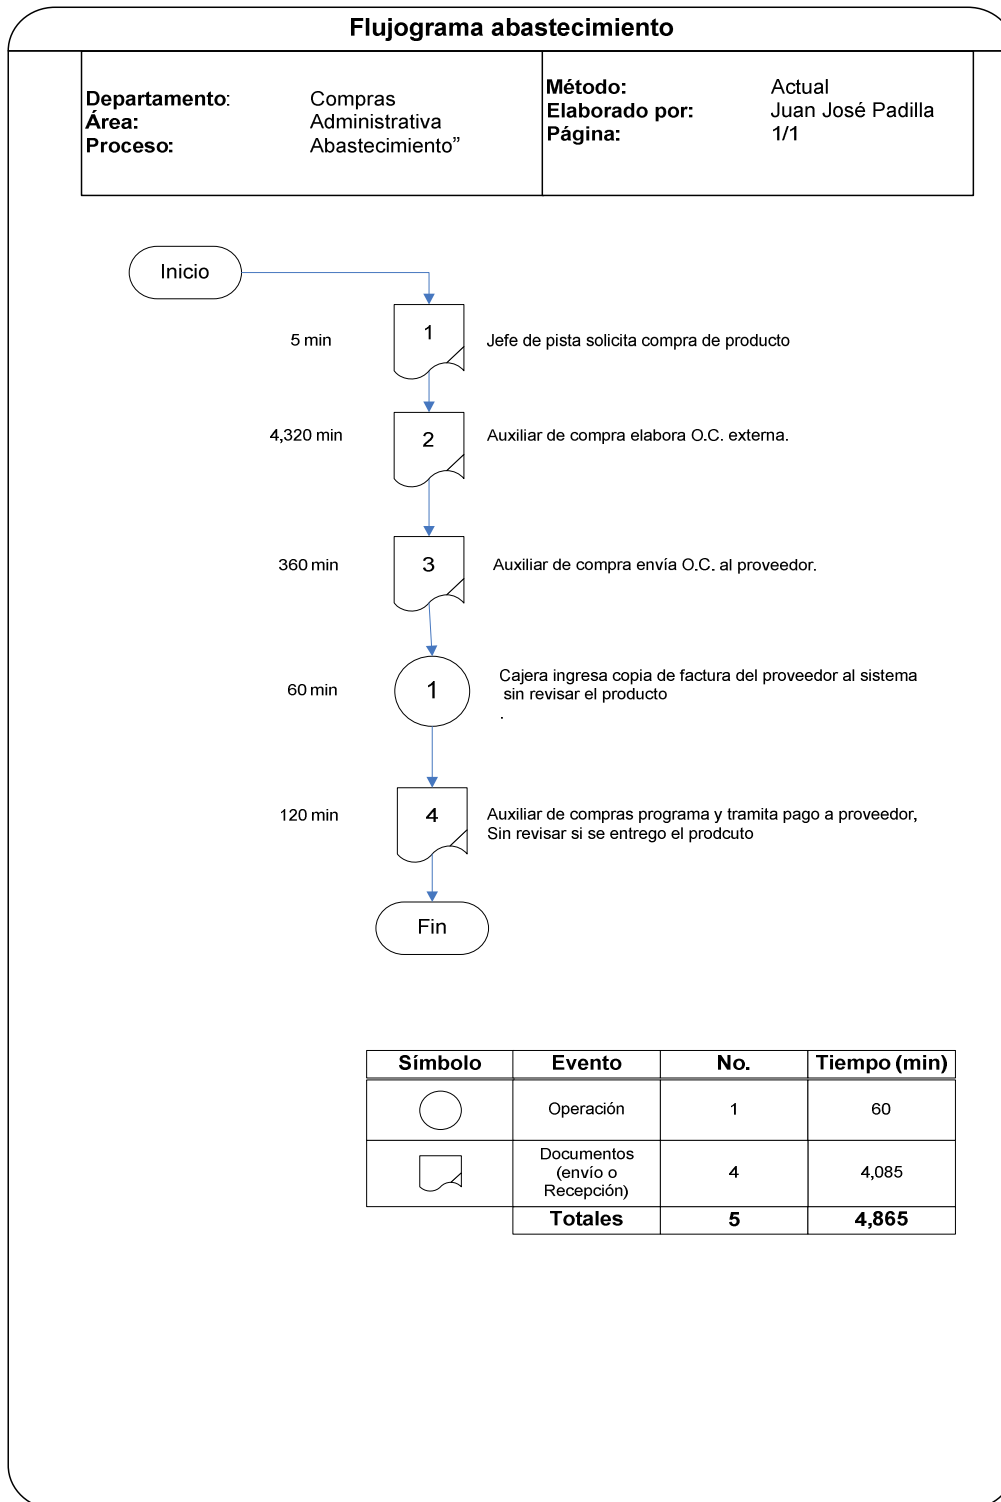 Flujograma abastecimiento
Departamento: Compras
Área: Administrativa
Proceso: Abastecimiento”
Método: Actual
Elaborado por: Juan José Padilla
Página: 1/1
Inicio
5 min 1 Jefe de pista solicita compra de producto
4,320 min 2 Auxiliar de compra elabora O.C. externa.
360 min 3 Auxiliar de compra envía O.C. al proveedor.
60 min 1 Cajera ingresa copia de factura del proveedor al sistema
sin revisar el producto
.
120 min 4 Auxiliar de compras programa y tramita pago a proveedor,
Sin revisar si se entrego el prodcuto
Fin
Símbolo Evento No. Tiempo (min)
Operación 1 60
Documentos
(envío o
Recepción)
4 4,085
Totales 5 4,865